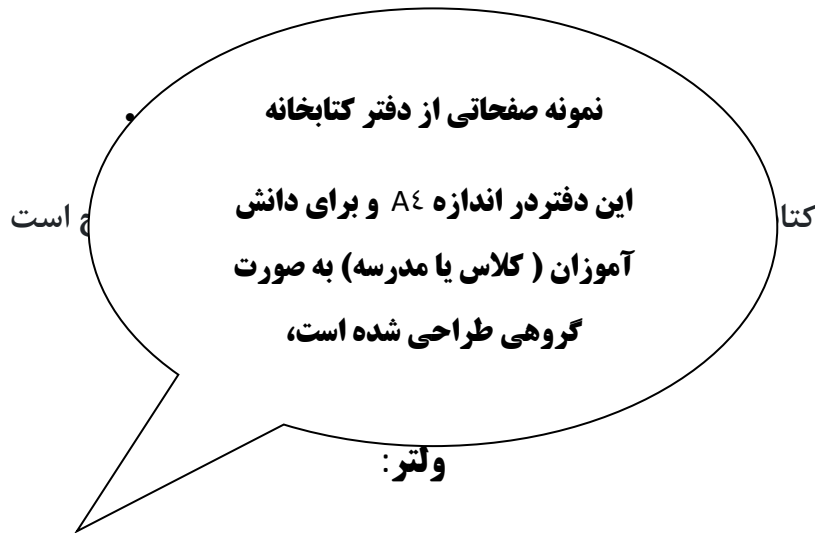 نمونه صفحاتی از دفتر کتابخانه
این دفتردر اندازه A٤ و برای دانش
آموزان ( کلاس یا مدرسه) به صورت
گروهی طراحی شده است،
است
ولتر: